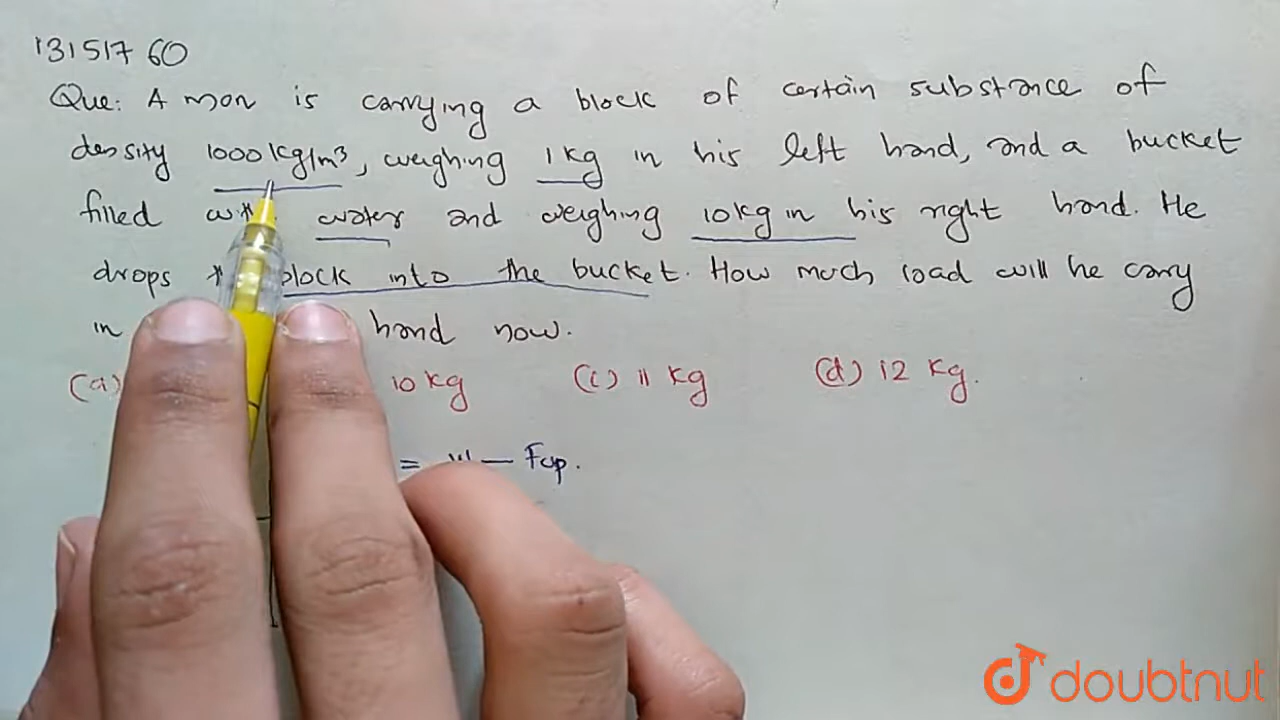 13151760
Que: A man is carrying a block of certain substance of
density 1000 kg/m³, weighing 1 kg in his left hand, and a bucket
filled with water and weighing 10 kg in his right hand. He
drops block into the bucket. How much load will he carry
in hand now.
(a) 10 kg (c) 11 kg (d) 12 kg.
= W — Fup.
doubtnut